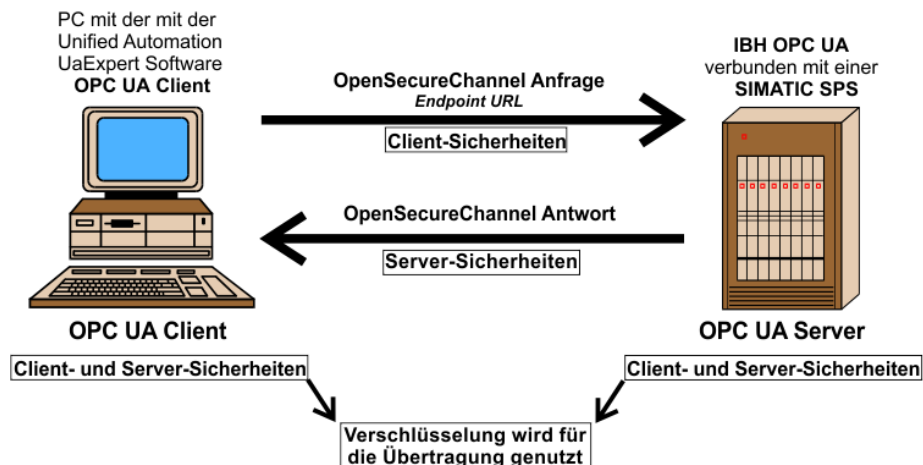 PC mit der mit der
Unified Automation
UaExpert Software
OPC UA Client
IBH OPC UA
verbunden mit einer
SIMATIC SPS
OpenSecureChannel Anfrage
Endpoint URL
Client-Sicherheiten
OpenSecureChannel Antwort
Server-Sicherheiten
OPC UA Client
OPC UA Server
Client- und Server-Sicherheiten
Client- und Server-Sicherheiten
Verschlüsselung wird für
die Übertragung genutzt